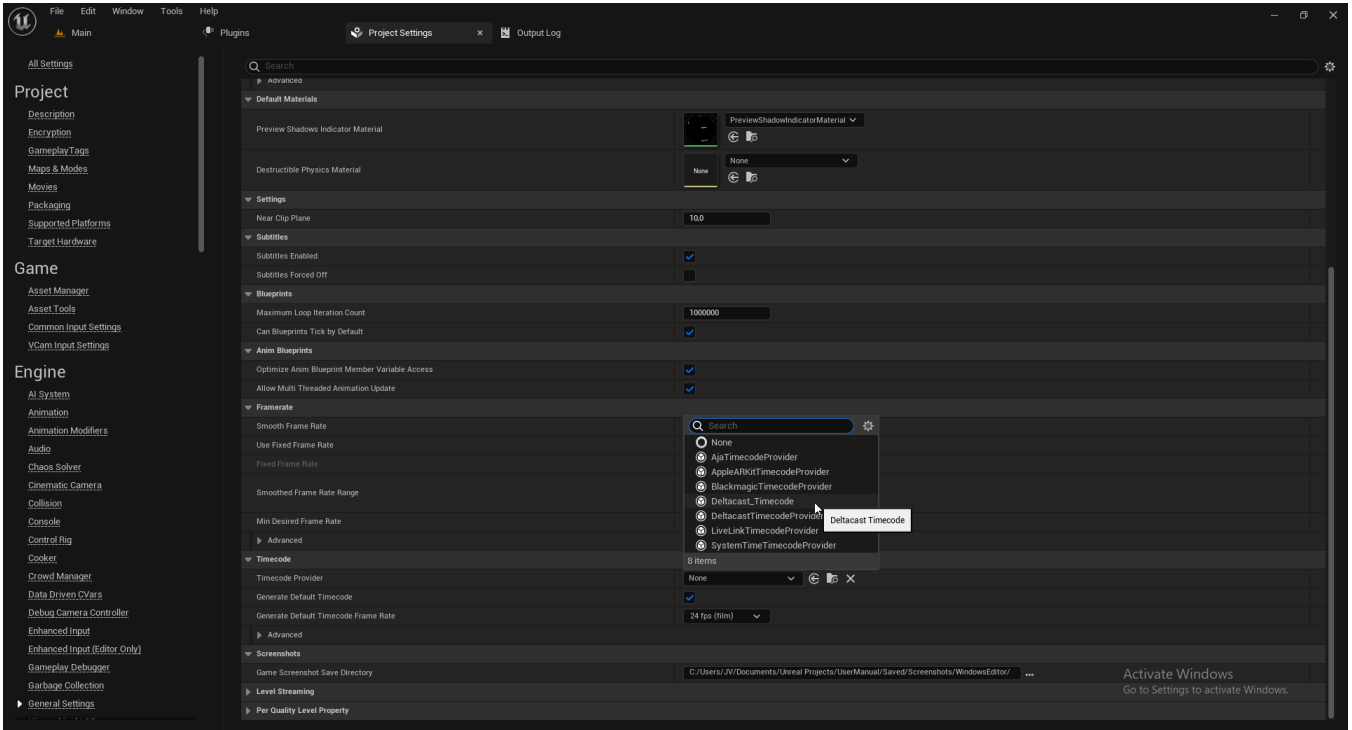 File Edit Window Tools Help
Main Plugins Project Settings Output Log
All Settings
Search
Advanced
Project
Description
Encryption
GameplayTags
Maps & Modes
Movies
Packaging
Supported Platforms
Target Hardware
Game
Asset Manager
Asset Tools
Common Input Settings
VCam Input Settings
Engine
AI System
Animation
Animation Modifiers
Audio
Chaos Solver
Cinematic Camera
Collision
Console
Control Rig
Cooker
Crowd Manager
Data Driven CVars
Debug Camera Controller
Enhanced Input
Enhanced Input (Editor Only)
Gameplay Debugger
Garbage Collection
General Settings
Default Materials
Preview Shadows Indicator Material PreviewShadowIndicatorMaterial
Destructible Physics Material None None
Settings
Near Clip Plane 10,0
Subtitles
Subtitles Enabled
Subtitles Forced Off
Blueprints
Maximum Loop Iteration Count 1000000
Can Blueprints Tick by Default
Anim Blueprints
Optimize Anim Blueprint Member Variable Access
Allow Multi Threaded Animation Update
Framerate
Smooth Frame Rate
Use Fixed Frame Rate
Fixed Frame Rate
Smoothed Frame Rate Range
Min Desired Frame Rate
Advanced
Search
None
AjaTimecodeProvider
AppleARKitTimecodeProvider
BlackmagicTimecodeProvider
Deltacast_Timecode
DeltacastTimecodeProvider
Deltacast Timecode
LiveLinkTimecodeProvider
SystemTimeTimecodeProvider
8 items
Timecode
Timecode Provider None
Generate Default Timecode
Generate Default Timecode Frame Rate 24 fps (film)
Advanced
Screenshots
Game Screenshot Save Directory C:/Users/JV/Documents/Unreal Projects/UserManual/Saved/Screenshots/WindowsEditor/ ...
Level Streaming
Per Quality Level Property
Activate Windows
Go to Settings to activate Windows.